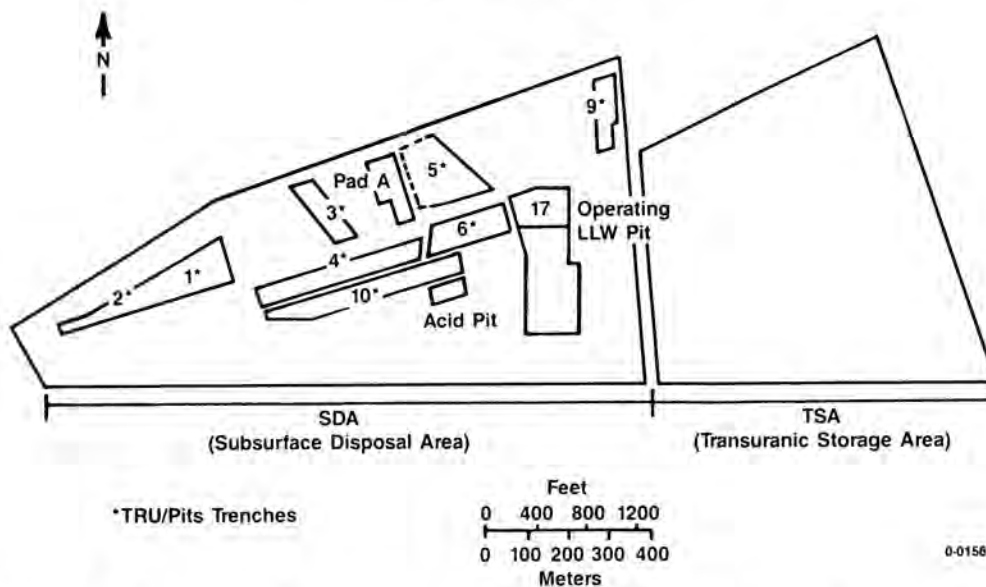 N
9*
5*
Pad A
3*
17
Operating
LLW Pit
6*
4*
1*
2*
10*
Acid Pit
SDA
(Subsurface Disposal Area)
TSA
(Transuranic Storage Area)
*TRU/Pits Trenches
Feet
0 400 800 1200
0 100 200 300 400
Meters
0-0156